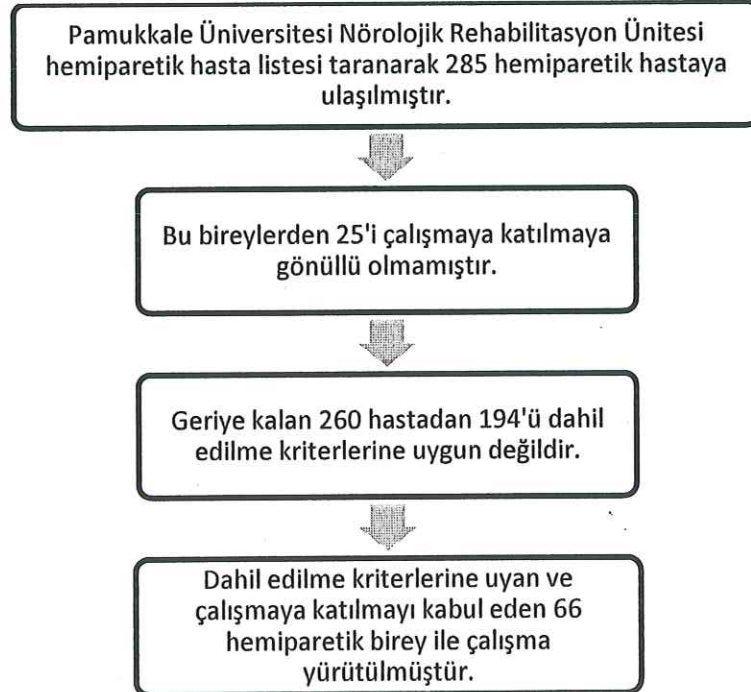 Pamukkale Üniversitesi Nörolojik Rehabilitasyon Ünitesi
hemiparetik hasta listesi taranarak 285 hemiparetik hastaya
ulaşılmıştır.
Bu bireylerden 25'i çalışmaya katılmaya
gönüllü olmamıştır.
Geriye kalan 260 hastadan 194'ü dahil
edilme kriterlerine uygun değildir.
Dahil edilme kriterlerine uyan ve
çalışmaya katılmayı kabul eden 66
hemiparetik birey ile çalışma
yürütülmüştür.